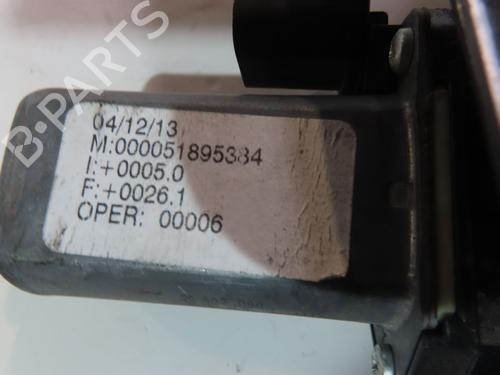 04/12/13
M:000051895384
I:+0005.0
F:+0026.1
OPER: 00006
B-PARTS